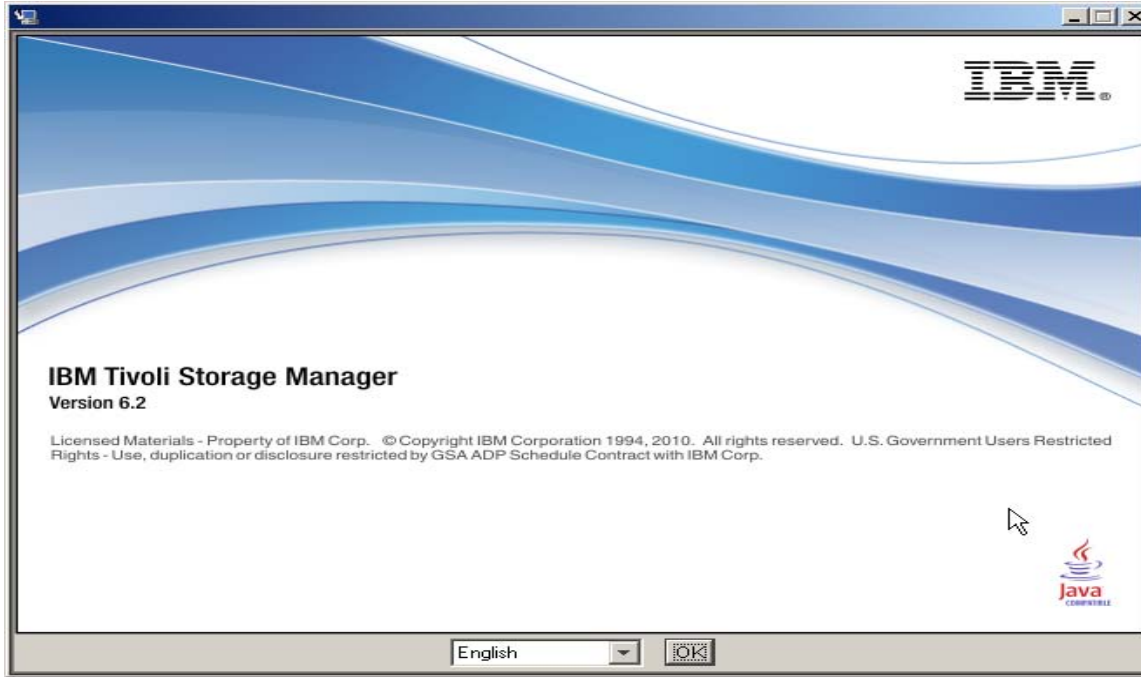 IBM®
IBM Tivoli Storage Manager
Version 6.2
Licensed Materials - Property of IBM Corp. © Copyright IBM Corporation 1994, 2010. All rights reserved. U.S. Government Users Restricted
Rights - Use, duplication or disclosure restricted by GSA ADP Schedule Contract with IBM Corp.
Java
COMPATIBLE
English
OK